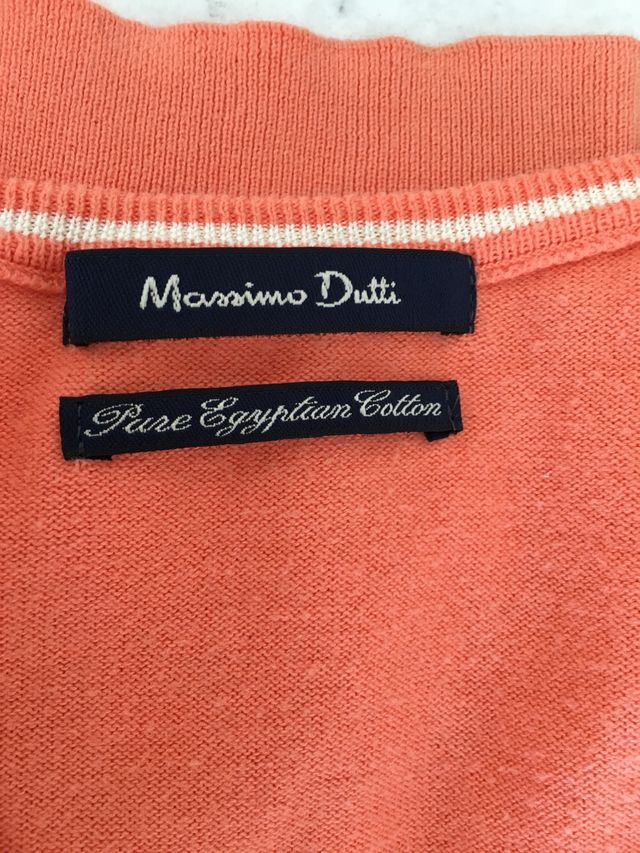 Massimo Dutti
Pure Egyptian Cotton